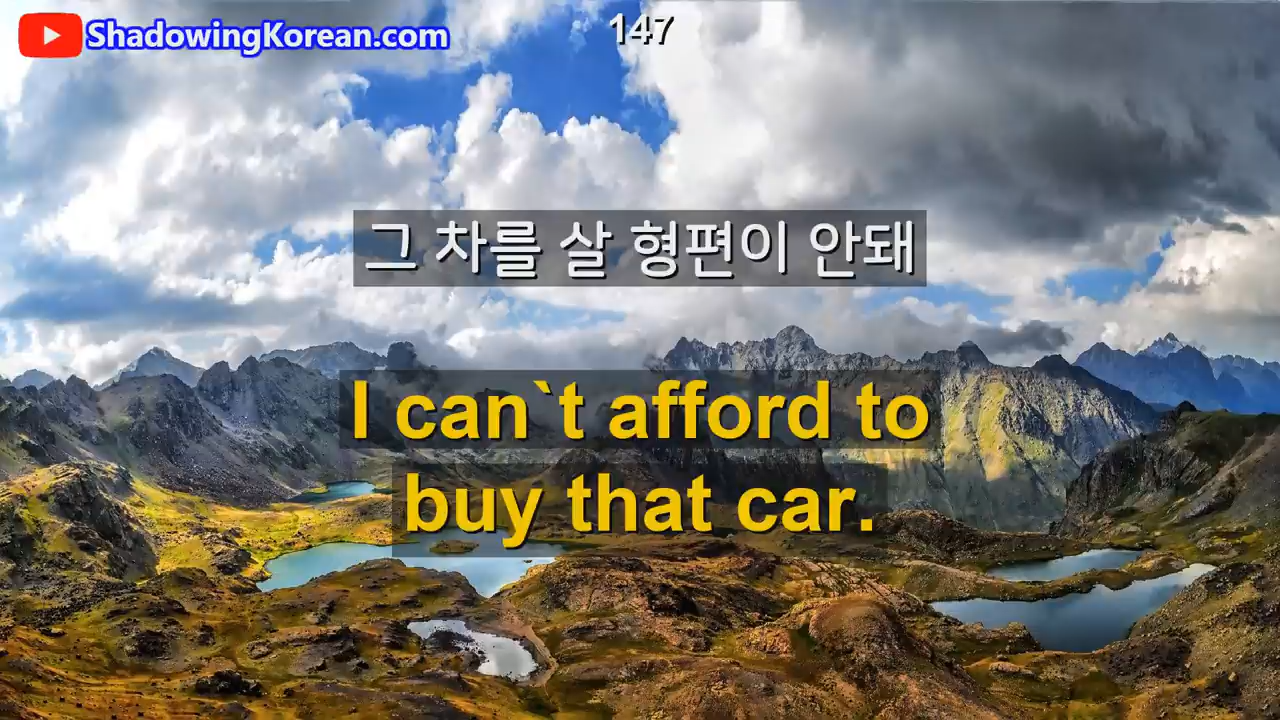 ShadowingKorean.com
147
그 차를 살 형편이 안돼
I can`t afford to
buy that car.